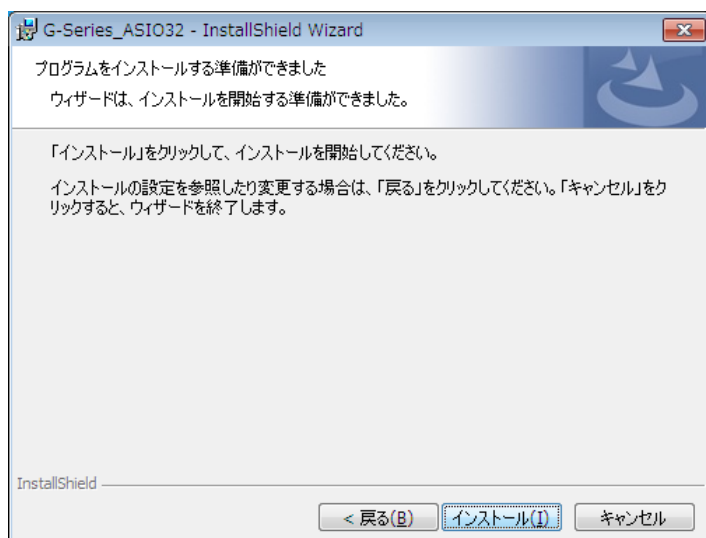 G-Series_ASIO32 - InstallShield Wizard
プログラムをインストールする準備ができました
ウィザードは、インストールを開始する準備ができました。
「インストール」をクリックして、インストールを開始してください。
インストールの設定を参照したり変更する場合は、「戻る」をクリックしてください。「キャンセル」をク
リックすると、ウィザードを終了します。
InstallShield
< 戻る(B) インストール(I) キャンセル